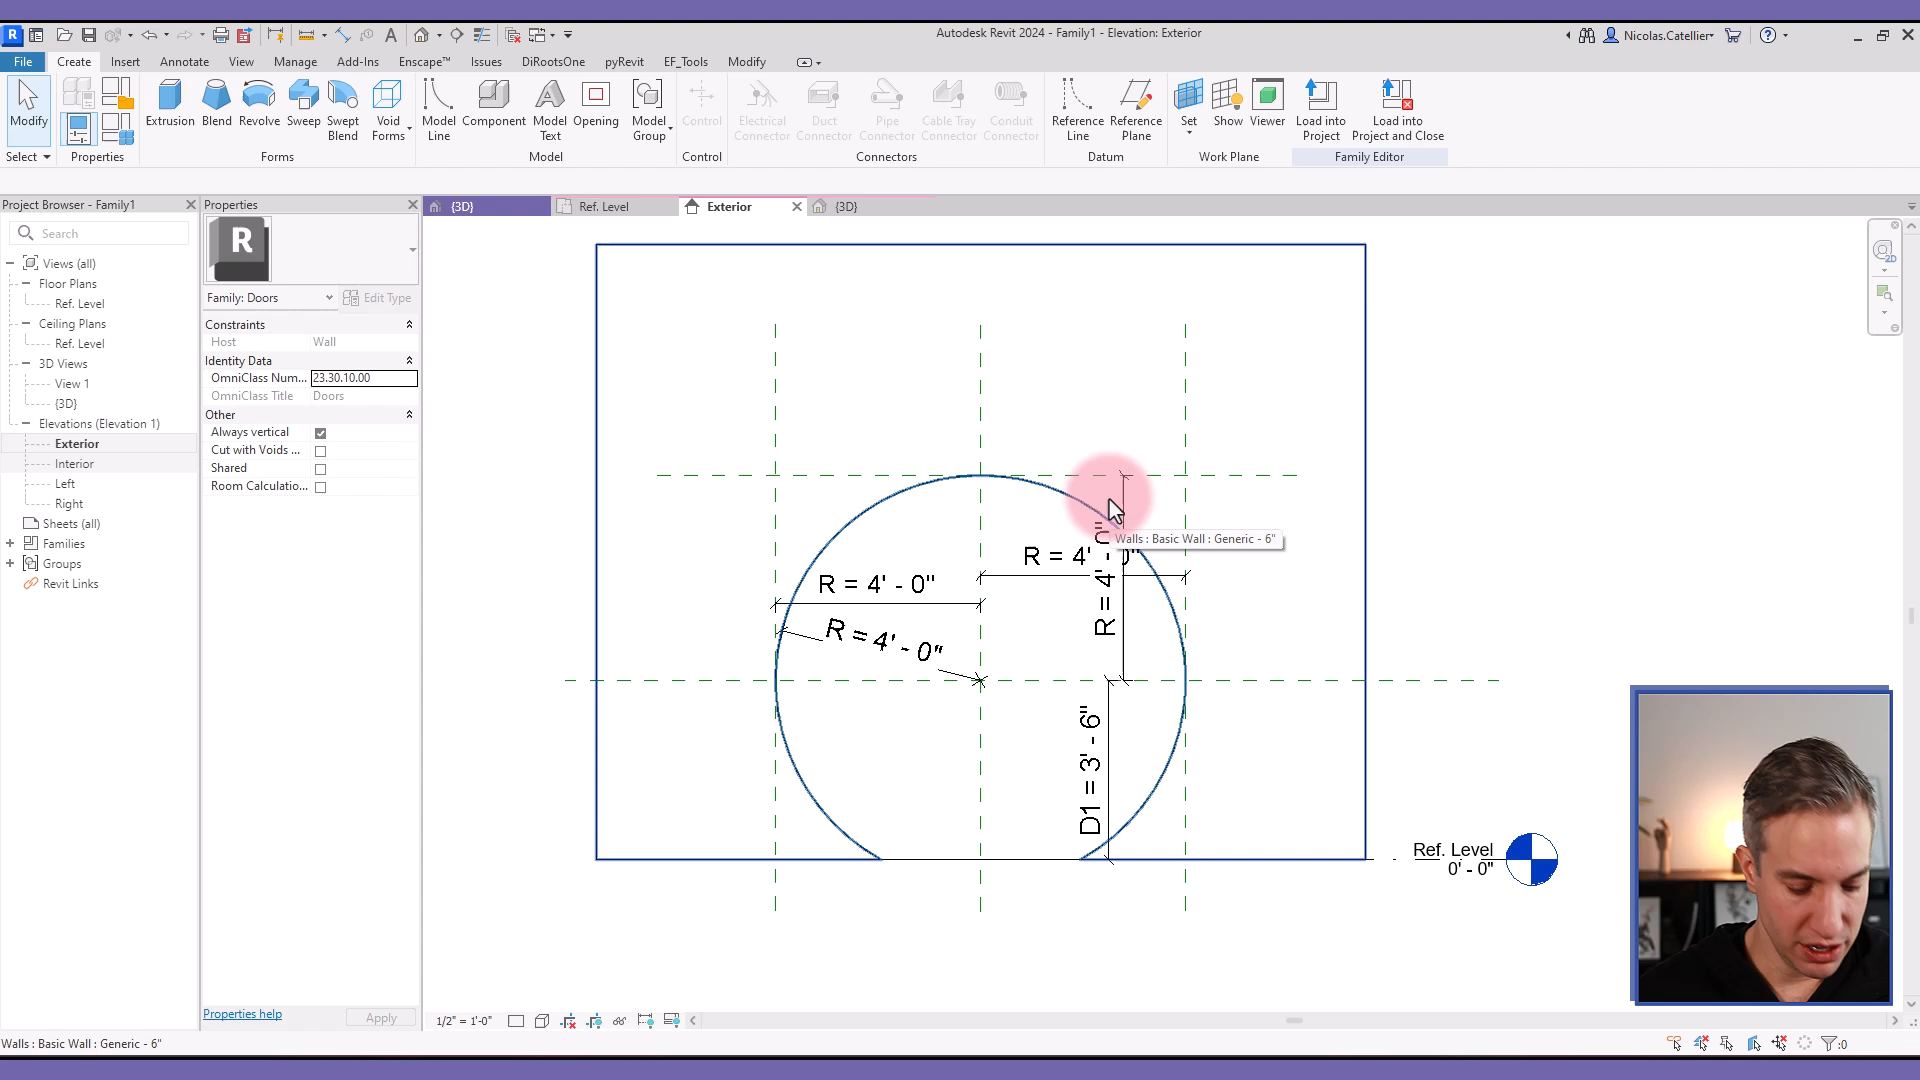 Autodesk Revit 2024 - Family1 - Elevation: Exterior
Nicolas.Catellier
File Create Insert Annotate View Manage Add-Ins Enscape™ Issues DiRootsOne pyRevit EF_Tools Modify
Modify
Extrusion Blend Revolve Sweep Swept Blend Void Forms
Model Line Component Model Text Opening Model Group
Control
Electrical Connector Duct Connector Pipe Connector Cable Tray Connector Conduit Connector
Reference Line Reference Plane
Set Show Viewer
Load into Project Load into Project and Close
Select Properties Forms Model Control Connectors Datum Work Plane Family Editor
Project Browser - Family1
Search
Views (all)
Floor Plans
Ref. Level
Ceiling Plans
Ref. Level
3D Views
View 1
{3D}
Elevations (Elevation 1)
Exterior
Interior
Left
Right
Sheets (all)
Families
Groups
Revit Links
Properties
R
Family: Doors
Edit Type
Constraints
Host Wall
Identity Data
OmniClass Num... 23.30.10.00
OmniClass Title Doors
Other
Always vertical
Cut with Voids ...
Shared
Room Calculatio...
Properties help
Apply
{3D}
Ref. Level
Exterior
{3D}
2D
R = 4' - 0"
R = 4' - 0"
R = 4' - 0"
R = 4' - 0"
D1 = 3' - 6"
Walls : Basic Wall : Generic - 6"
Ref. Level
0' - 0"
1/2" = 1'-0"
Walls : Basic Wall : Generic - 6"
:0